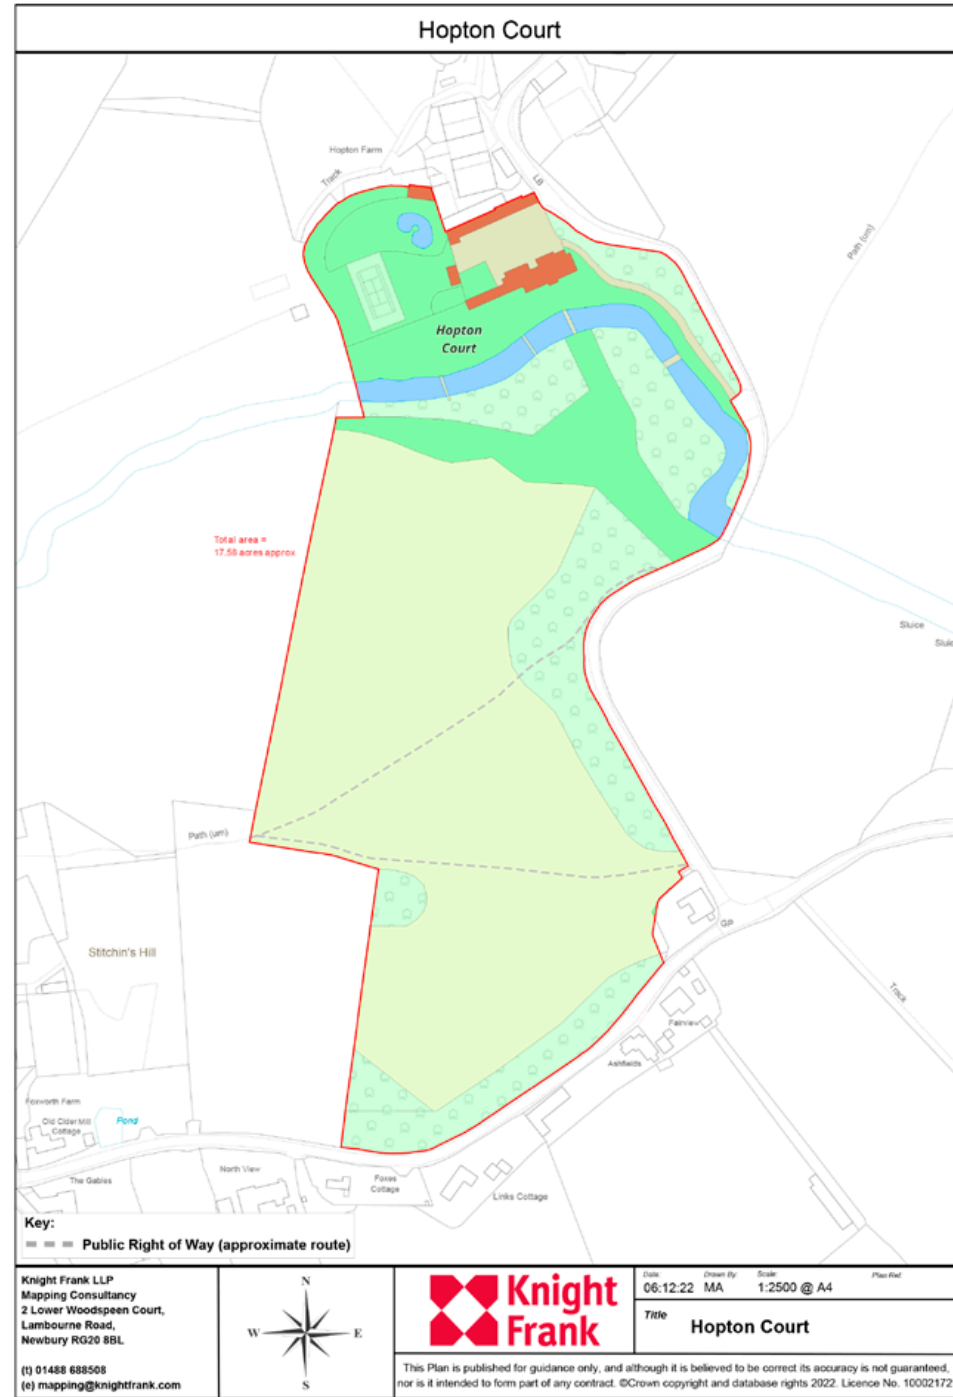 Hopton Court
Hopton Farm
Track
LB
Path (um)
Hopton
Court
Total area =
17.58 acres approx
Sluice
Path (um)
Stitchin's Hill
GP
Track
Fairview
Ashfields
Foxworth Farm
Old Cider Mill
Cottage
Pond
North View
The Gables
Foxes
Cottage
Links Cottage
Key:
Public Right of Way (approximate route)
Knight Frank LLP
Mapping Consultancy
2 Lower Woodspeen Court,
Lambourne Road,
Newbury RG20 8BL
(t) 01488 688508
(e) mapping@knightfrank.com
N
W
E
S
Knight
Frank
Date:
Drawn By:
Scale:
Plan Ref:
06:12:22
MA
1:2500 @ A4
Title
Hopton Court
This Plan is published for guidance only, and although it is believed to be correct its accuracy is not guaranteed,
nor is it intended to form part of any contract. ©Crown copyright and database rights 2022. Licence No. 10002172